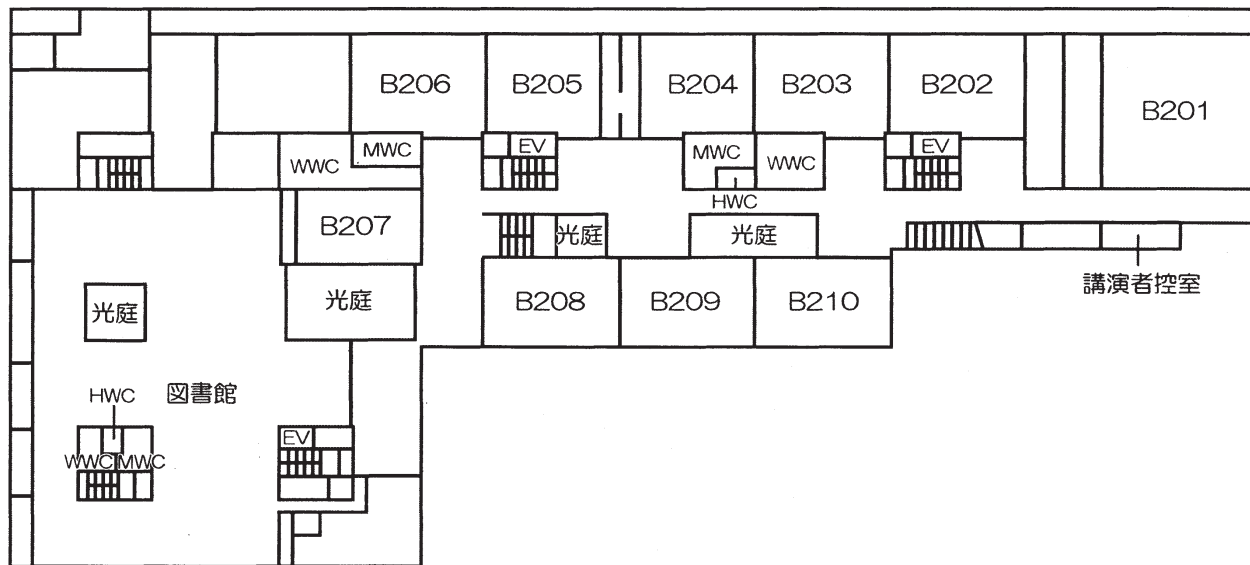 B206
B205
B204
B203
B202
B201
WWC
MWC
EV
MWC
WWC
EV
HWC
B207
光庭
光庭
光庭
光庭
B208
B209
B210
講演者控室
HWC
図書館
WWC
MWC
EV